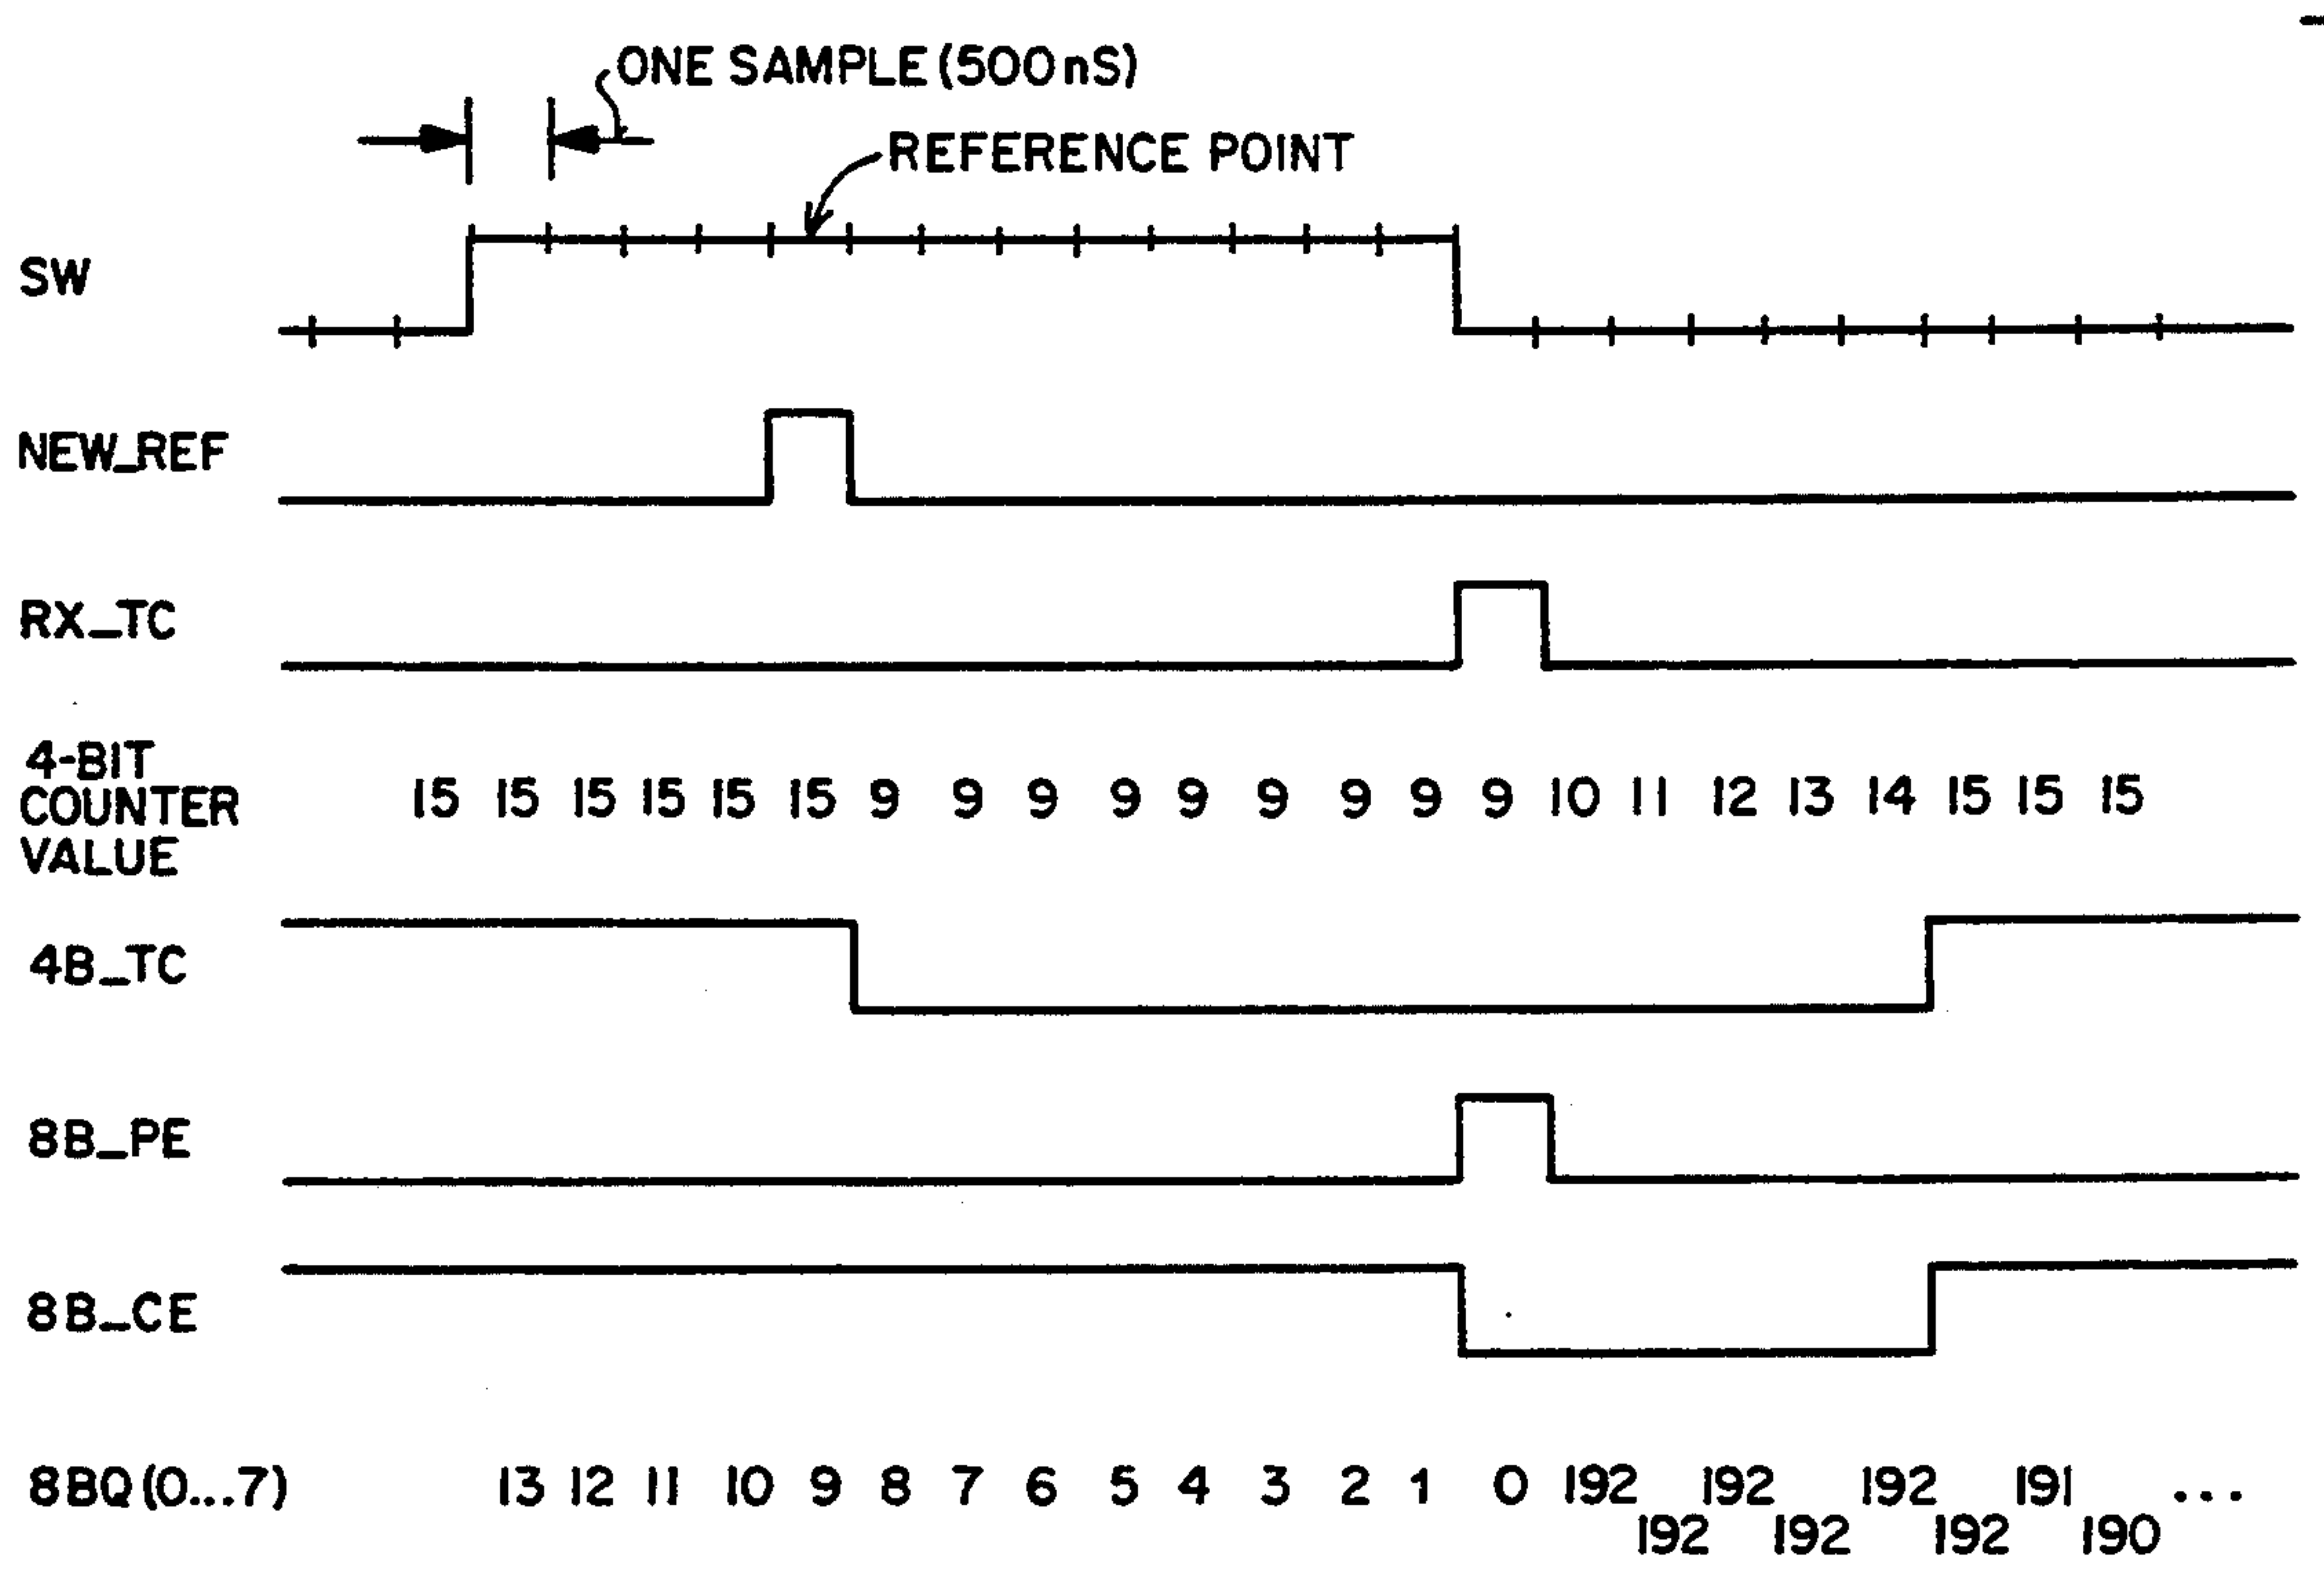 ONE SAMPLE (500nS)
REFERENCE POINT
SW
NEW_REF
RX_TC
4-BIT
COUNTER
VALUE
15 15 15 15 15 15 9 9 9 9 9 9 9 9 9 10 11 12 13 14 15 15 15
4B_TC
8B_PE
8B_CE
8BQ (0...7) 13 12 11 10 9 8 7 6 5 4 3 2 1 0 192 192 192 191 ...
192 192 192 190